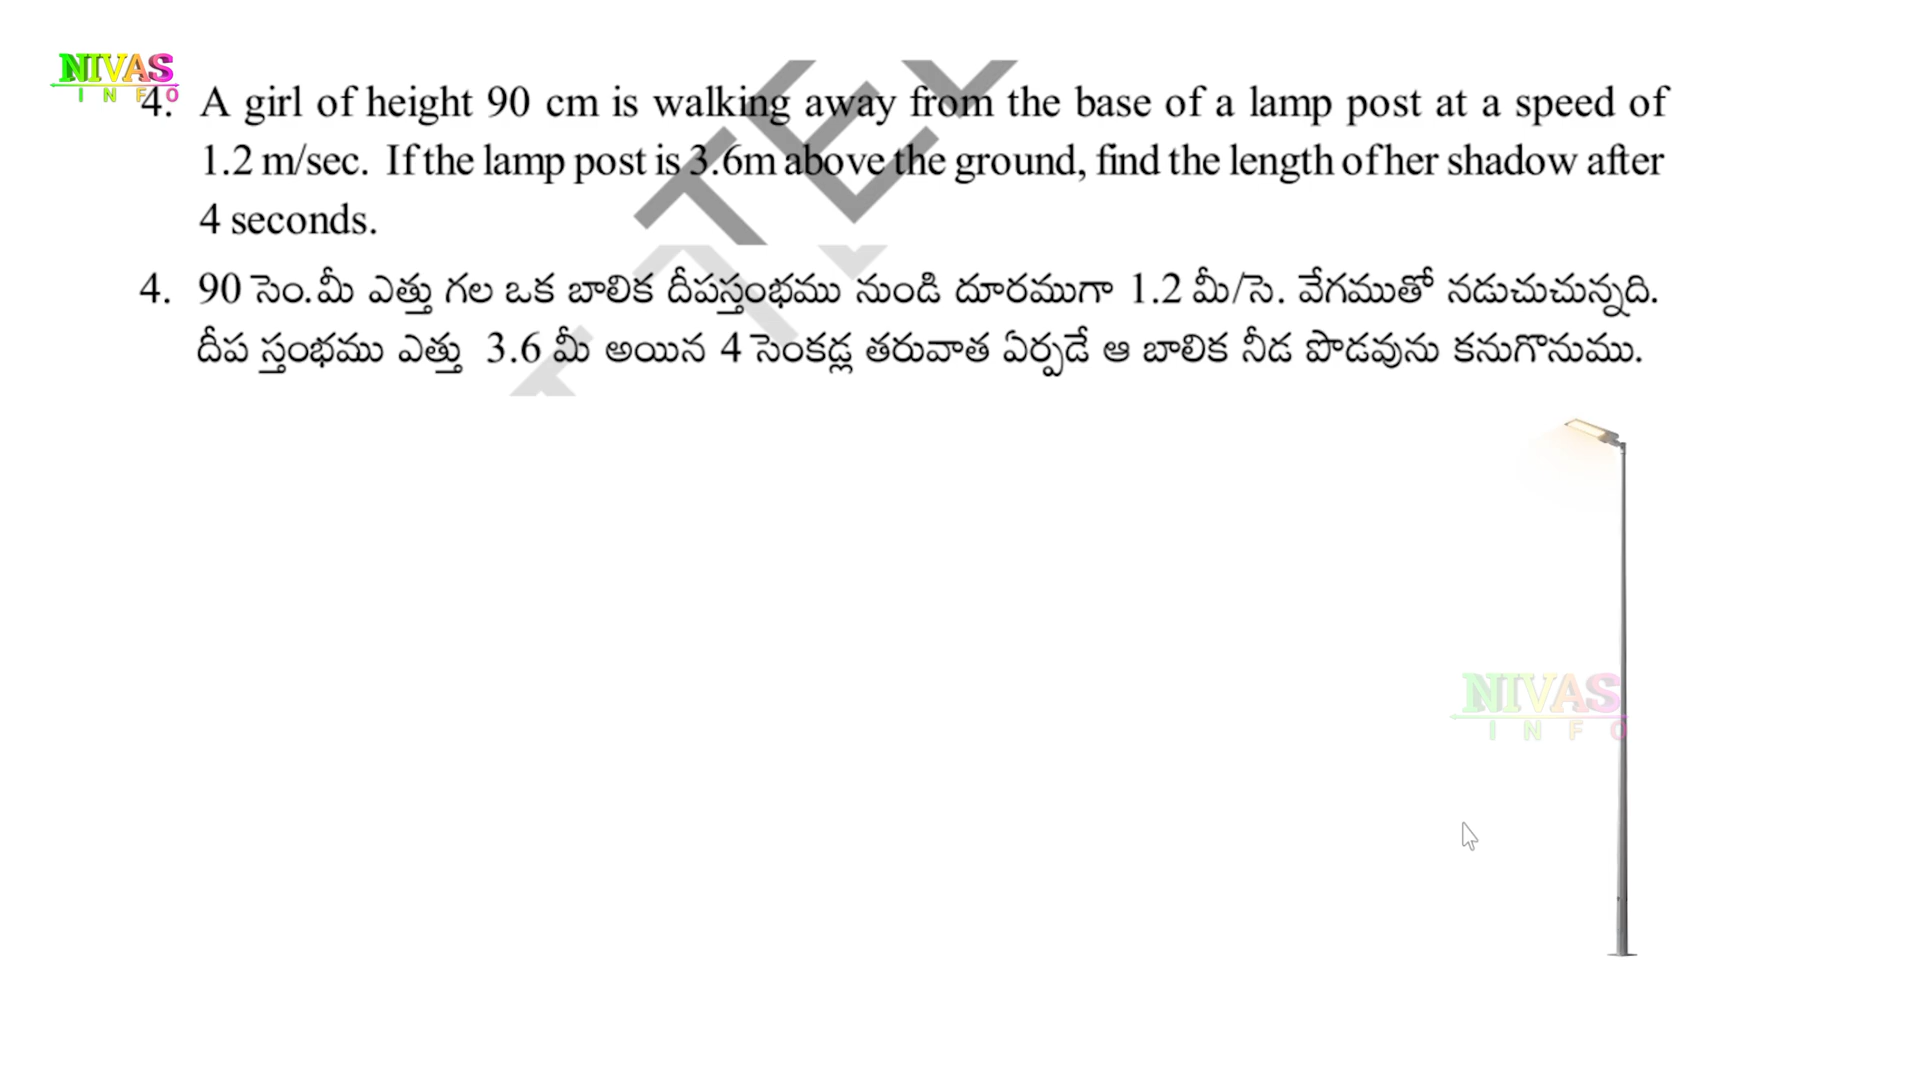 NIVAS
INFO
4. A girl of height 90 cm is walking away from the base of a lamp post at a speed of
1.2 m/sec. If the lamp post is 3.6m above the ground, find the length of her shadow after
4 seconds.
4. 90 సెం.మీ ఎత్తు గల ఒక బాలిక దీపస్తంభము నుండి దూరముగా 1.2 మీ/సె. వేగముతో నడుచుచున్నది.
దీప స్తంభము ఎత్తు 3.6 మీ అయిన 4 సెంకడ్ల తరువాత ఏర్పడే ఆ బాలిక నీడ పొడవును కనుగొనుము.
NIVAS
INFO